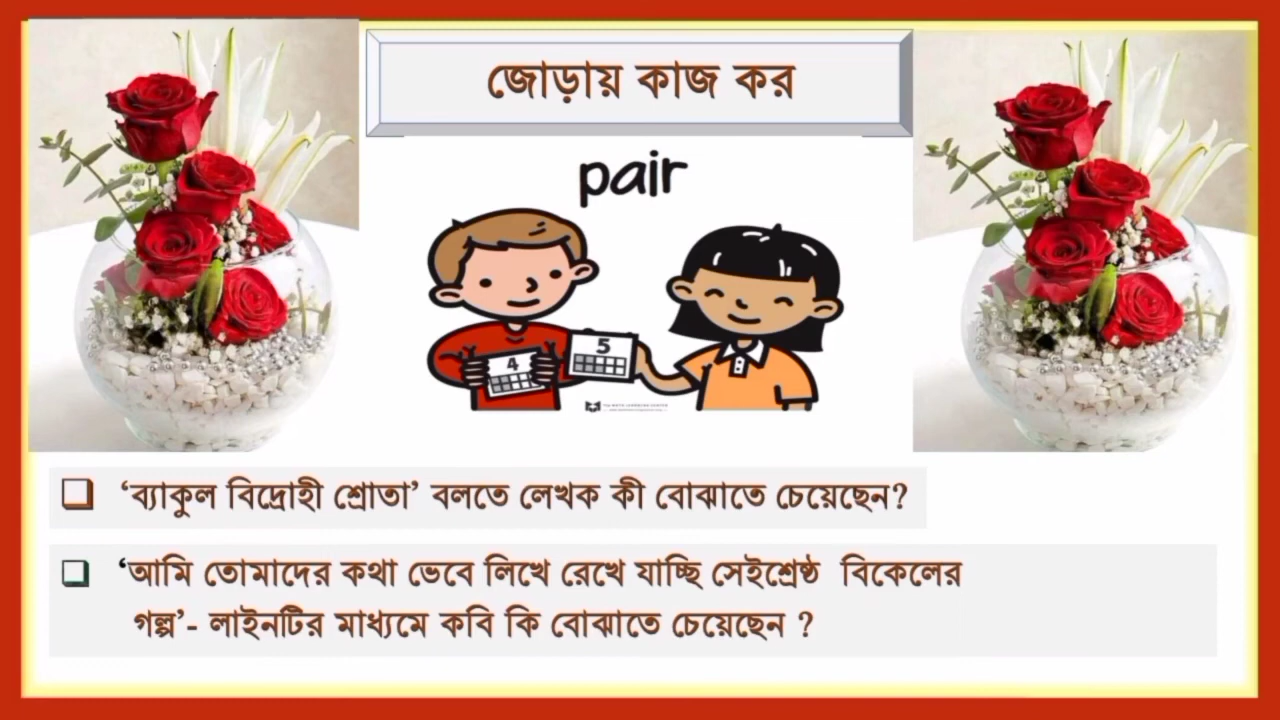 জোড়ায় কাজ কর
pair
4
5
‘ব্যাকুল বিদ্রোহী শ্রোতা’ বলতে লেখক কী বোঝাতে চেয়েছেন?
‘আমি তোমাদের কথা ভেবে লিখে রেখে যাচ্ছি সেইশ্রেষ্ঠ বিকেলের
গল্প’- লাইনটির মাধ্যমে কবি কি বোঝাতে চেয়েছেন ?